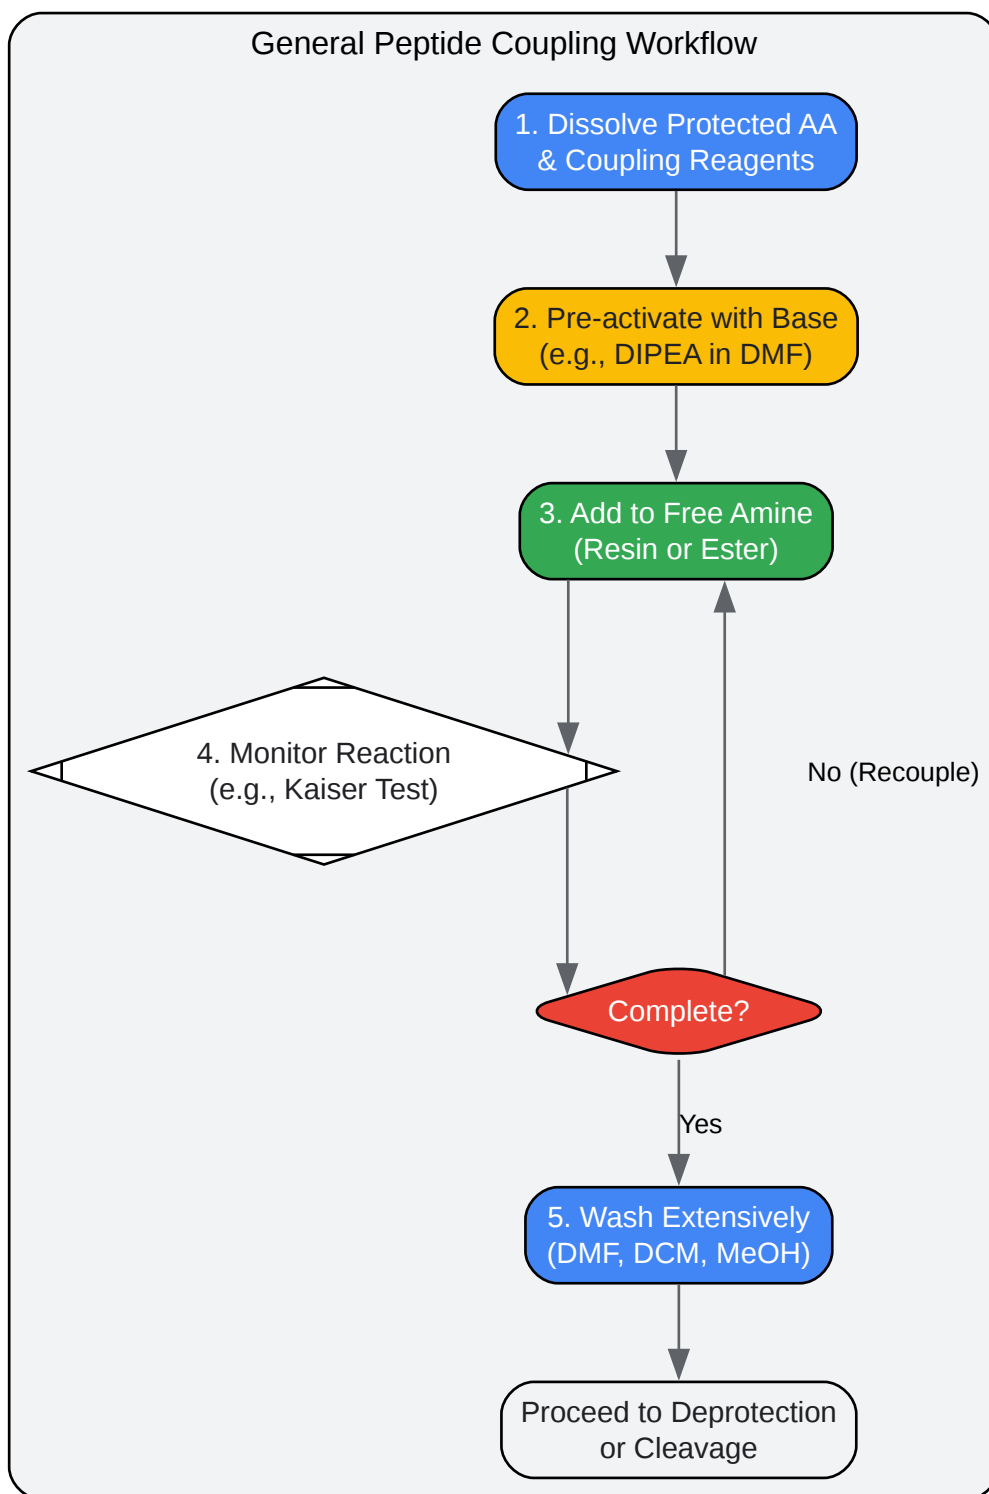 General Peptide Coupling Workflow
1. Dissolve Protected AA
& Coupling Reagents
2. Pre-activate with Base
(e.g., DIPEA in DMF)
3. Add to Free Amine
(Resin or Ester)
4. Monitor Reaction
(e.g., Kaiser Test)
No (Recouple)
Complete?
Yes
5. Wash Extensively
(DMF, DCM, MeOH)
Proceed to Deprotection
or Cleavage